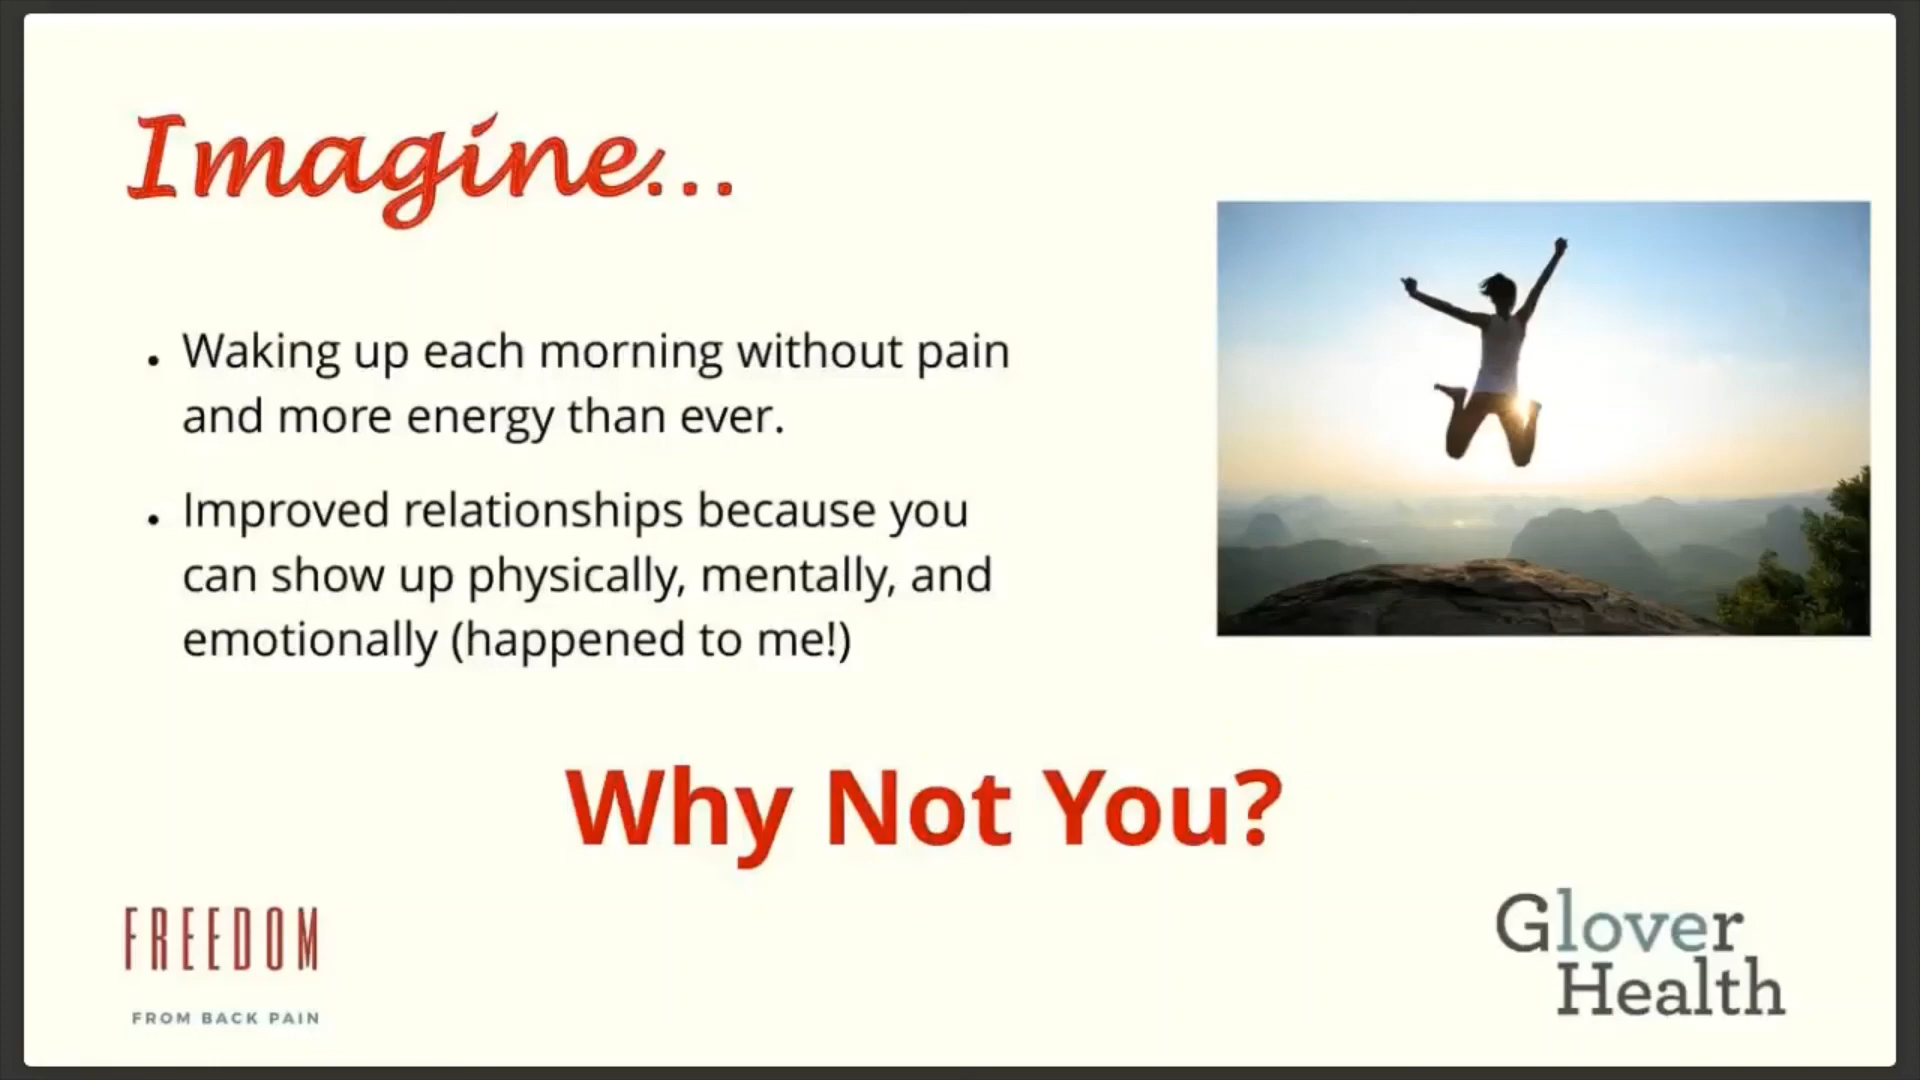 Imagine...
• Waking up each morning without pain
and more energy than ever.
• Improved relationships because you
can show up physically, mentally, and
emotionally (happened to me!)
Why Not You?
FREEDOM
FROM BACK PAIN
Glover
Health